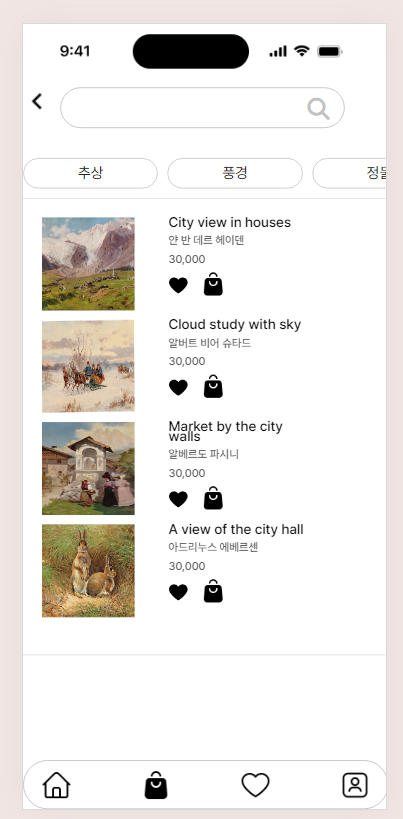 9:41
추상
풍경
정물
City view in houses
얀 반 데르 헤이덴
30,000
Cloud study with sky
알버트 비어 슈타드
30,000
Market by the city
walls
알베르도 파시니
30,000
A view of the city hall
아드리누스 에베르센
30,000